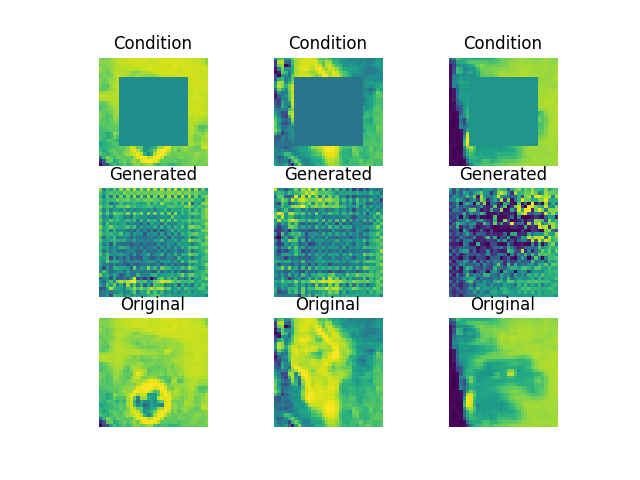 Condition Condition Condition
Generated Generated Generated
Original Original Original